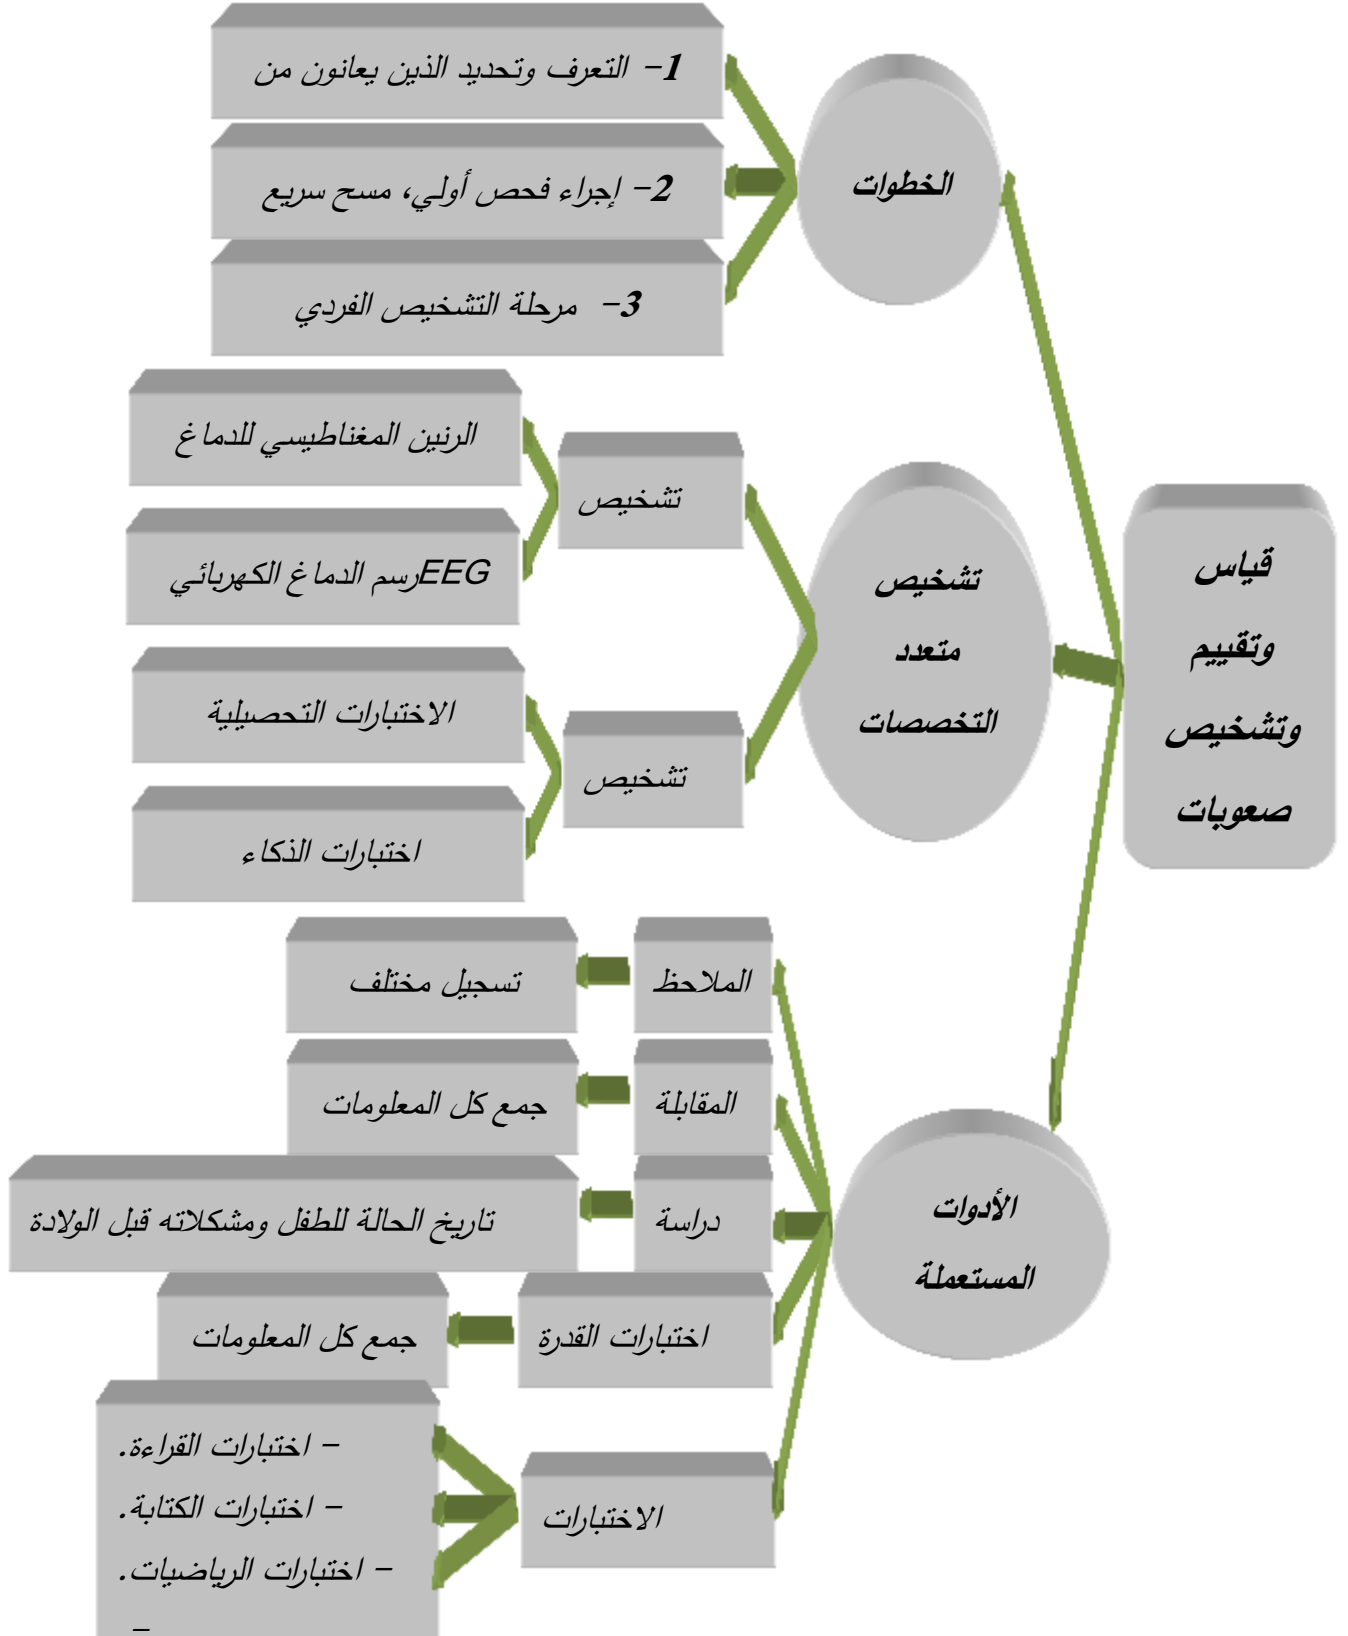 قياس
وتقييم
وتشخيص
صعوبات
الخطوات
1- التعرف وتحديد الذين يعانون من
2- إجراء فحص أولي، مسح سريع
3- مرحلة التشخيص الفردي
تشخيص
متعدد
التخصصات
تشخيص
الرنين المغناطيسي للدماغ
EEGرسم الدماغ الكهربائي
تشخيص
الاختبارات التحصيلية
اختبارات الذكاء
الأدوات
المستعملة
الملاحظ
تسجيل مختلف
المقابلة
جمع كل المعلومات
دراسة
تاريخ الحالة للطفل ومشكلاته قبل الولادة
اختبارات القدرة
جمع كل المعلومات
الاختبارات
- اختبارات القراءة.
- اختبارات الكتابة.
- اختبارات الرياضيات.
-